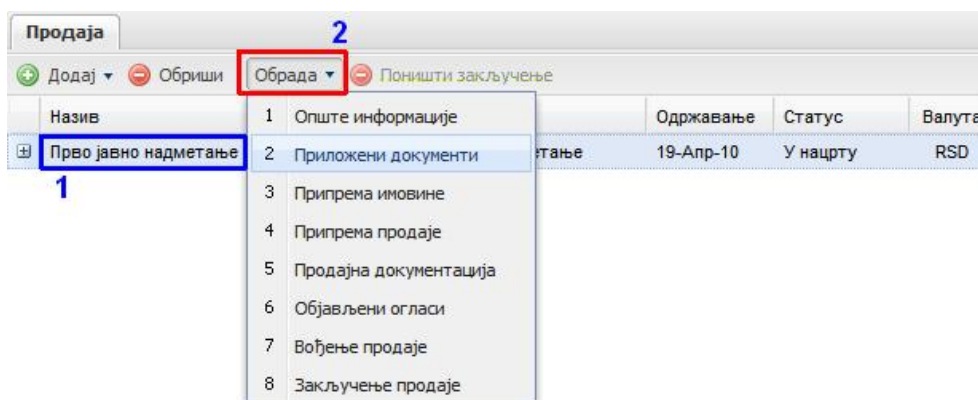 Продаја
2
Додај Обриши Обрада Поништи закључење
Назив Одржавање Статус Валута
Прво јавно надметање тање 19-Апр-10 У нацрту RSD
1
1 Опште информације
2 Приложени документи
3 Припрема имовине
4 Припрема продаје
5 Продајна документација
6 Објављени огласи
7 Вођење продаје
8 Закључење продаје